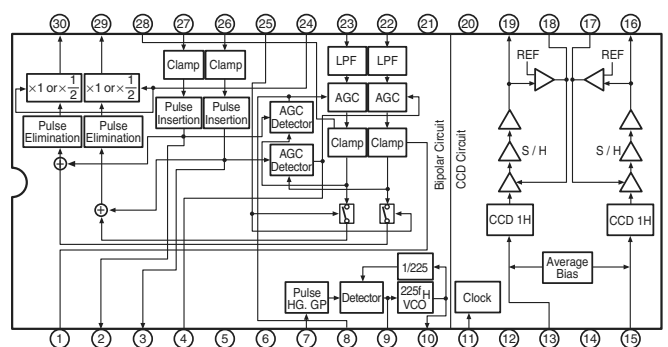 30 29 28 27 26 25 24 23 22 21 20 19 18 17 16
Clamp Clamp
LPF LPF
REF REF
×1 or×1/2 ×1 or×1/2
AGC AGC
Pulse Insertion Pulse Insertion
AGC Detector
Pulse Elimination Pulse Elimination
Clamp Clamp
S / H S / H
AGC Detector
Bipolar Circuit
CCD Circuit
CCD 1H CCD 1H
Average Bias
1/225
Pulse HG. GP
Detector
225fH VCO
Clock
1 2 3 4 5 6 7 8 9 10 11 12 13 14 15